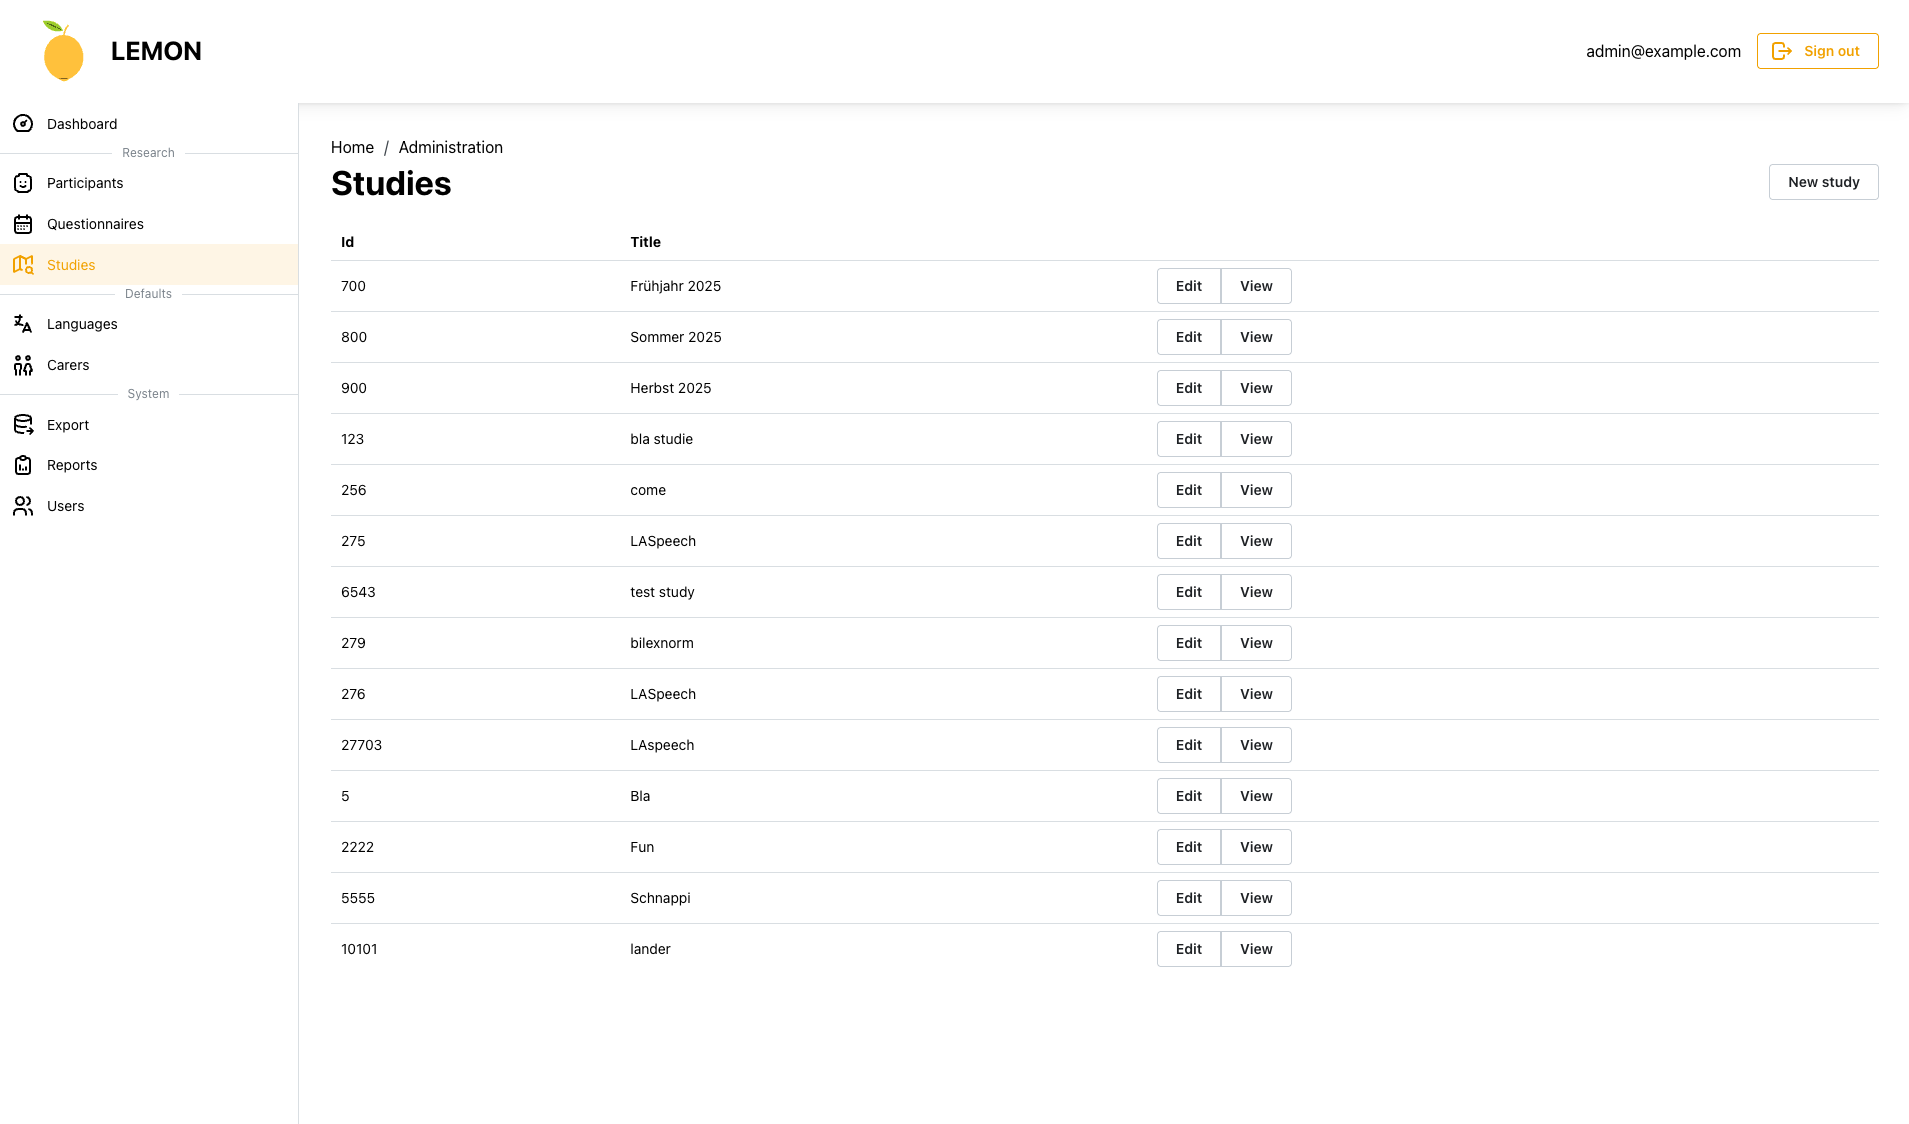 LEMON
admin@example.com
Sign out
Dashboard
Research
Participants
Questionnaires
Studies
Defaults
Languages
Carers
System
Export
Reports
Users
Home / Administration
Studies
New study
Id Title
700 Frühjahr 2025 Edit View
800 Sommer 2025 Edit View
900 Herbst 2025 Edit View
123 bla studie Edit View
256 come Edit View
275 LASpeech Edit View
6543 test study Edit View
279 bilexnorm Edit View
276 LASpeech Edit View
27703 LAspeech Edit View
5 Bla Edit View
2222 Fun Edit View
5555 Schnappi Edit View
10101 lander Edit View